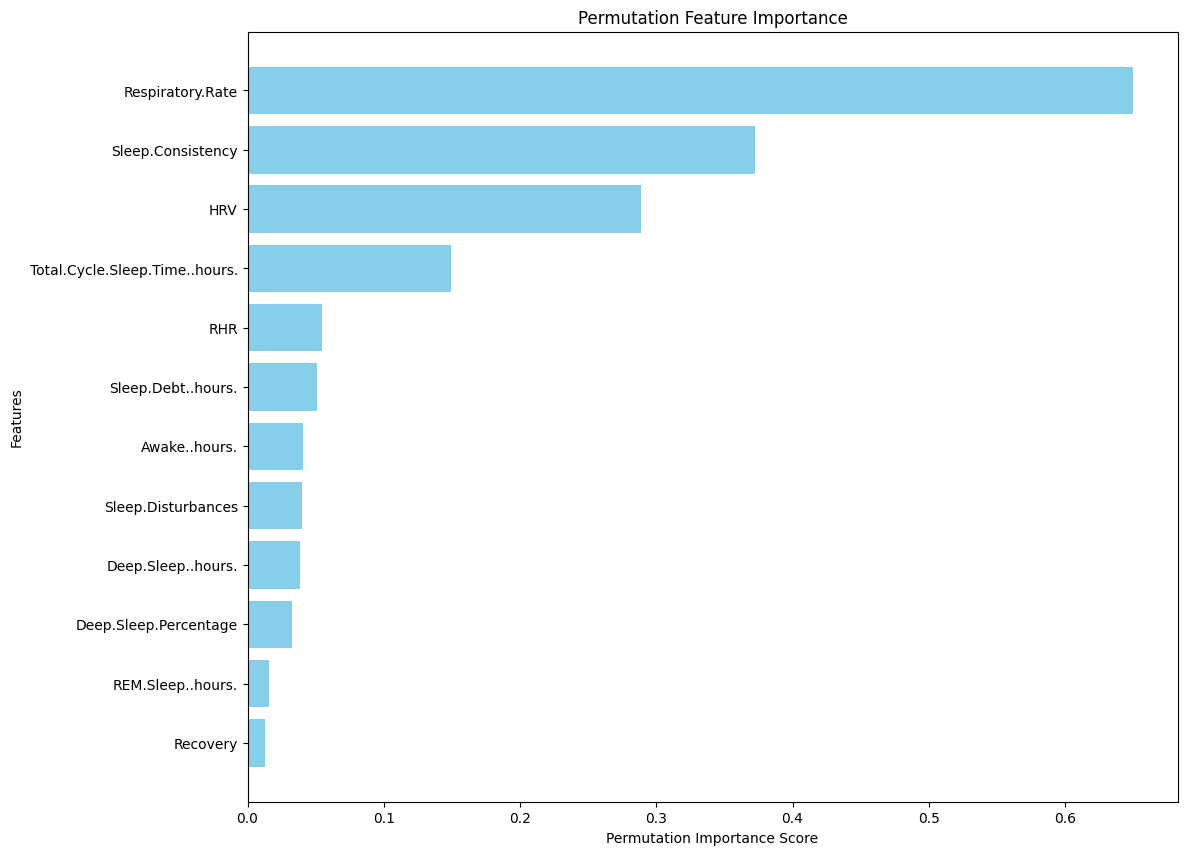 Permutation Feature Importance
Features
Respiratory.Rate
Sleep.Consistency
HRV
Total.Cycle.Sleep.Time..hours.
RHR
Sleep.Debt..hours.
Awake..hours.
Sleep.Disturbances
Deep.Sleep..hours.
Deep.Sleep.Percentage
REM.Sleep..hours.
Recovery
0.0 0.1 0.2 0.3 0.4 0.5 0.6
Permutation Importance Score